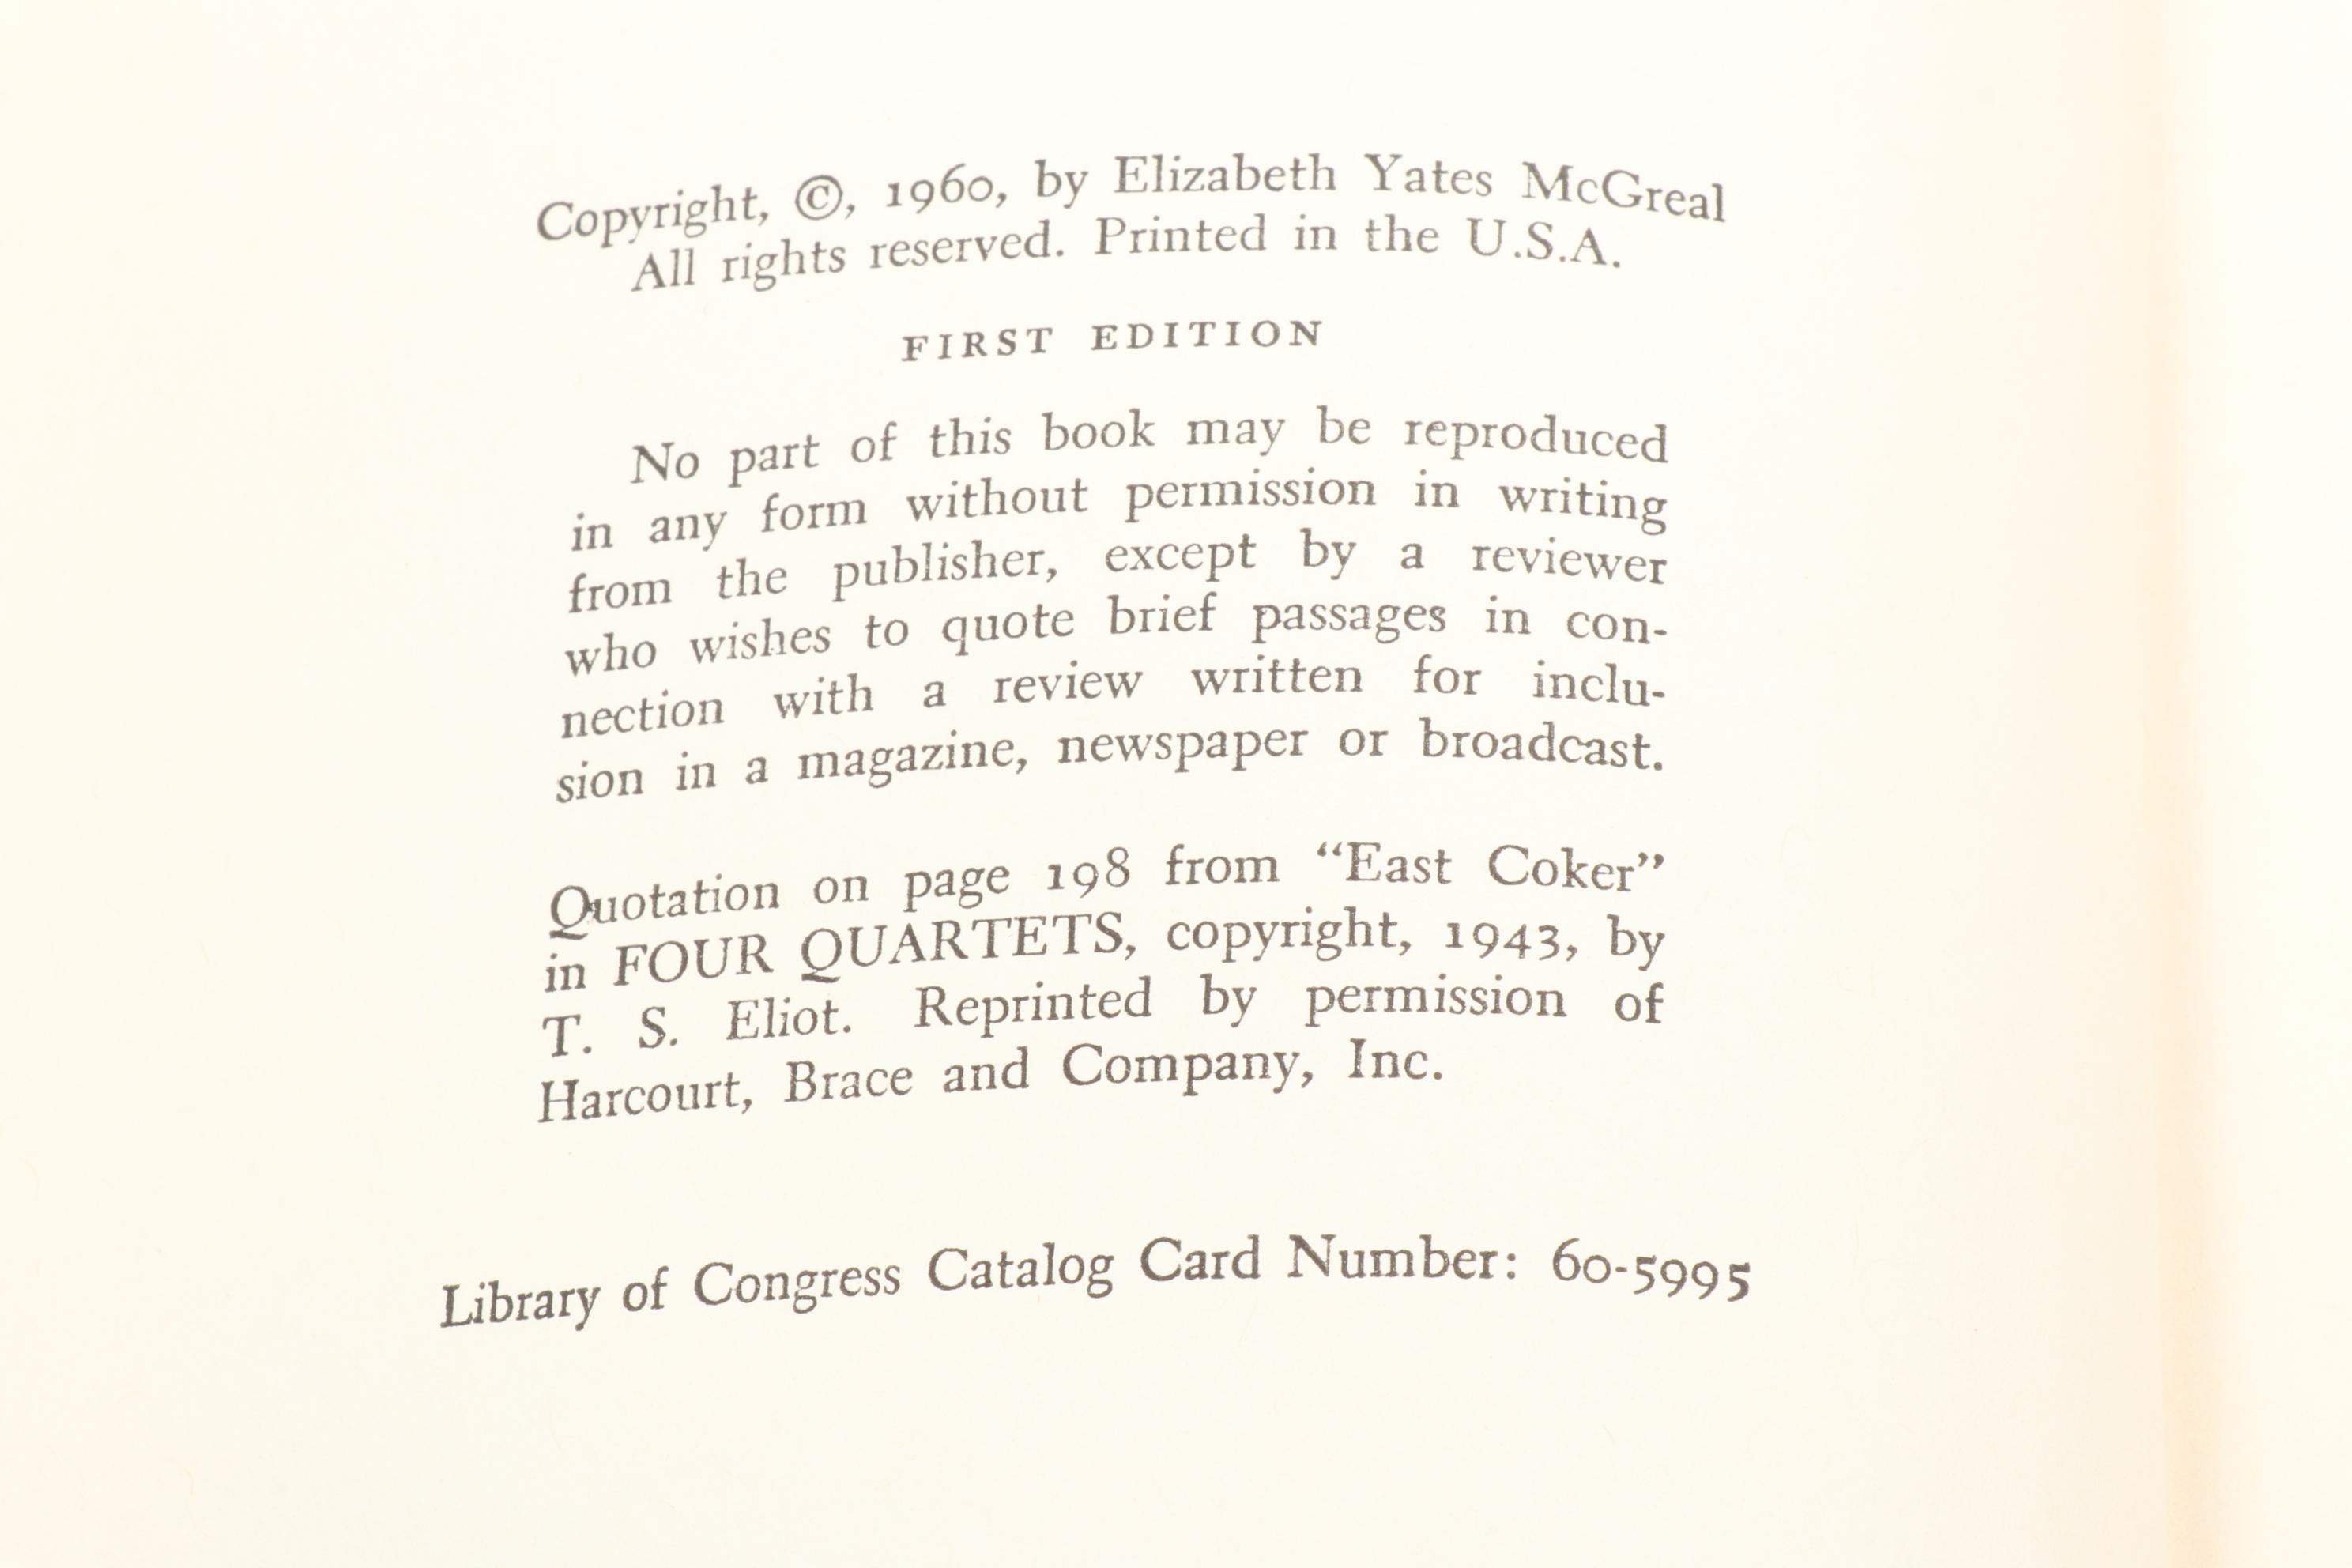 Copyright, ©, 1960, by Elizabeth Yates McGreal
All rights reserved. Printed in the U.S.A.
FIRST EDITION
No part of this book may be reproduced
in any form without permission in writing
from the publisher, except by a reviewer
who wishes to quote brief passages in con-
nection with a review written for inclu-
sion in a magazine, newspaper or broadcast.
Quotation on page 198 from “East Coker”
in FOUR QUARTETS, copyright, 1943, by
T. S. Eliot. Reprinted by permission of
Harcourt, Brace and Company, Inc.
Library of Congress Catalog Card Number: 60-5995